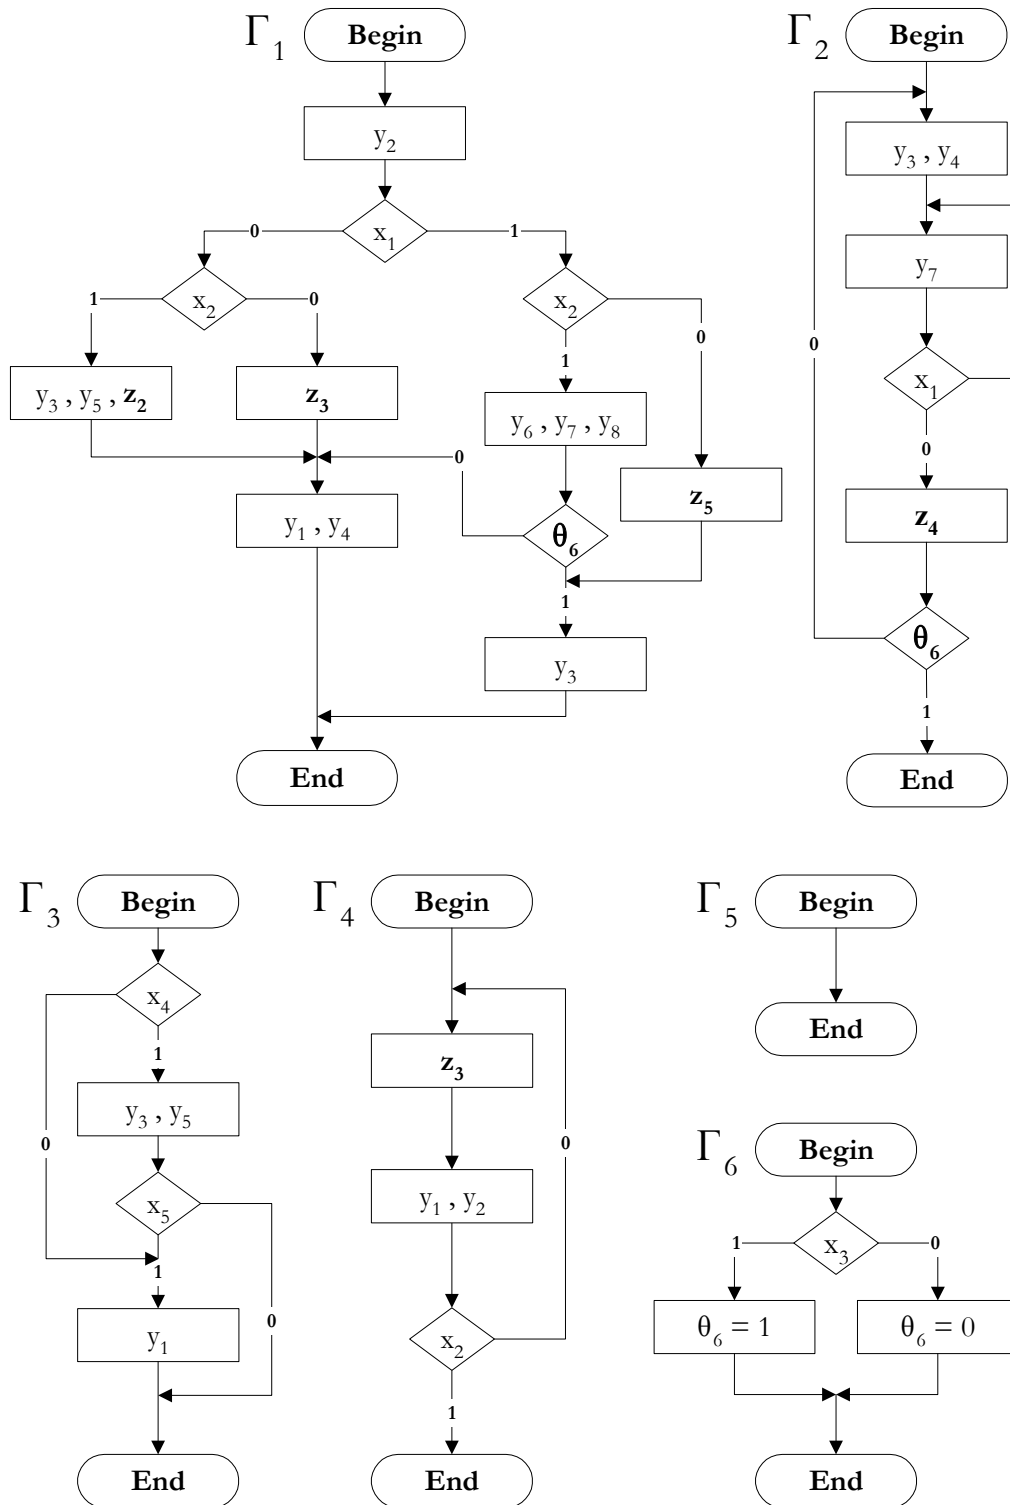 Γ1
Begin
y2
x1
0
1
x2
1
0
x2
1
0
y3 , y5 , z2
z3
y6 , y7 , y8
z5
0
y1 , y4
θ6
1
y3
End
Γ2
Begin
y3 , y4
y7
0
x1
0
z4
θ6
1
End
Γ3
Begin
x4
1
0
y3 , y5
x5
1
0
y1
End
Γ4
Begin
z3
0
y1 , y2
x2
1
End
Γ5
Begin
End
Γ6
Begin
x3
1
0
θ6 = 1
θ6 = 0
End